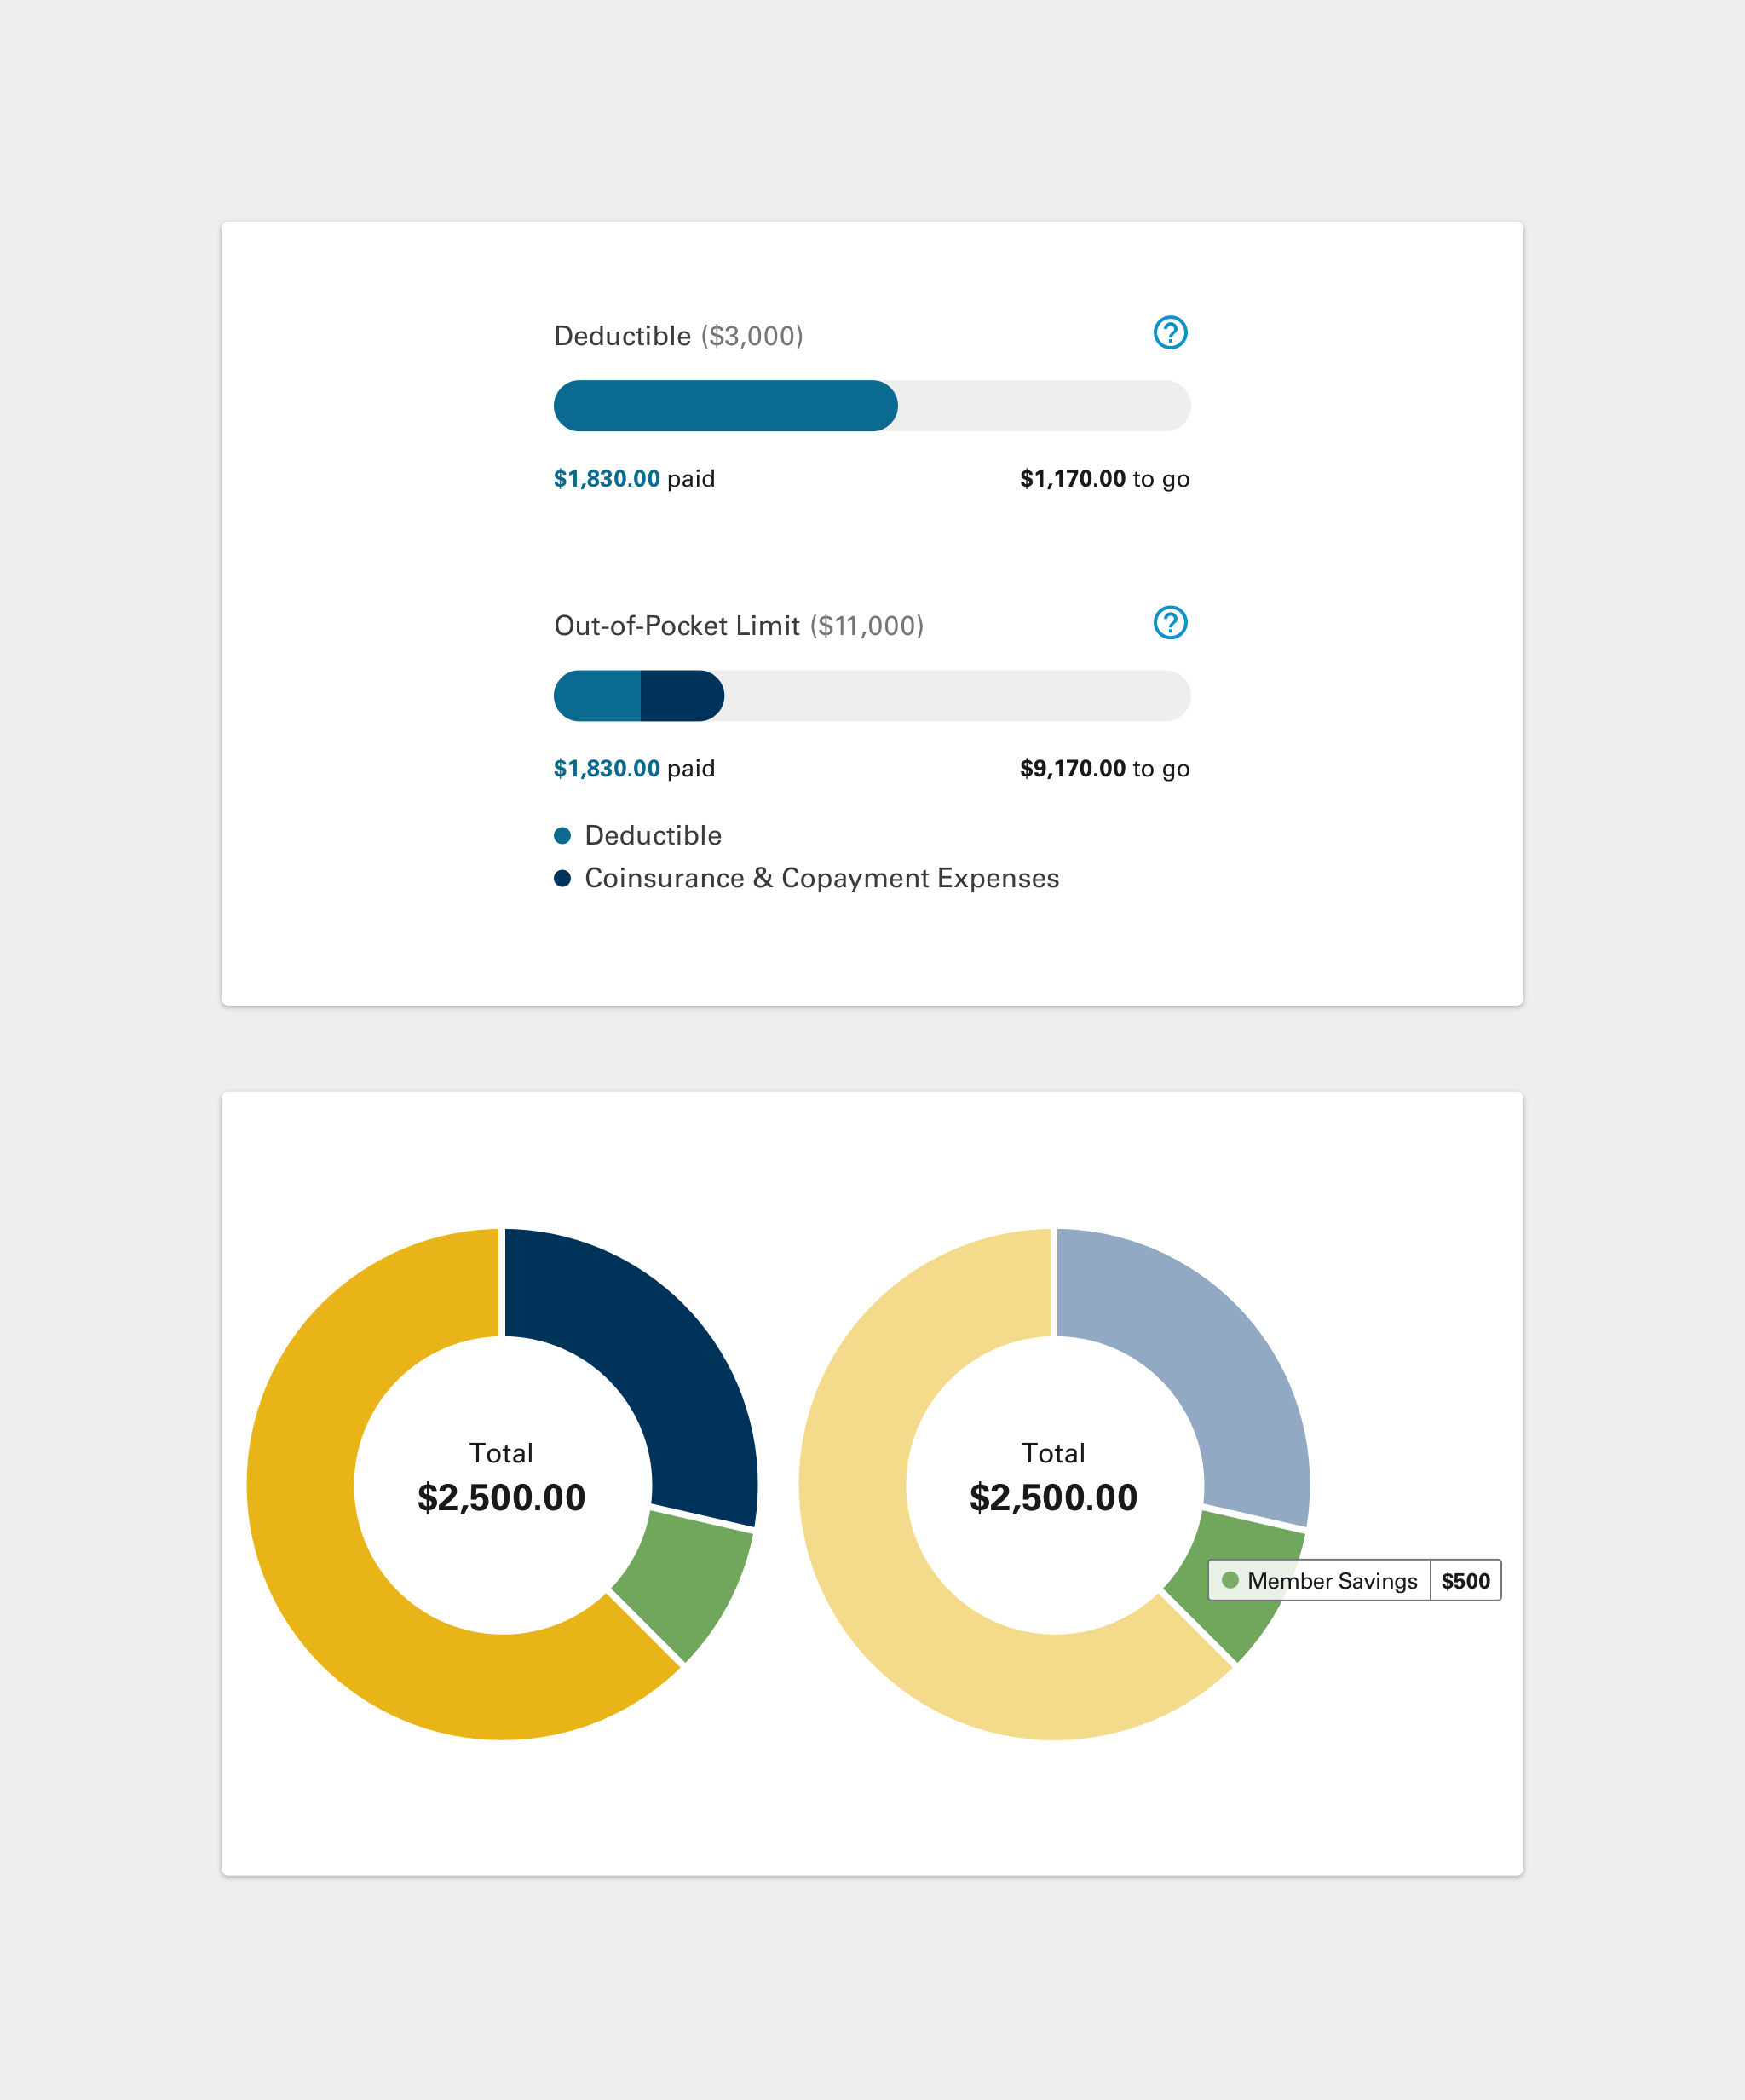 Deductible ($3,000)
$1,830.00 paid $1,170.00 to go
Out-of-Pocket Limit ($11,000)
$1,830.00 paid $9,170.00 to go
Deductible
Coinsurance & Copayment Expenses
Total
$2,500.00
Total
$2,500.00
Member Savings $500